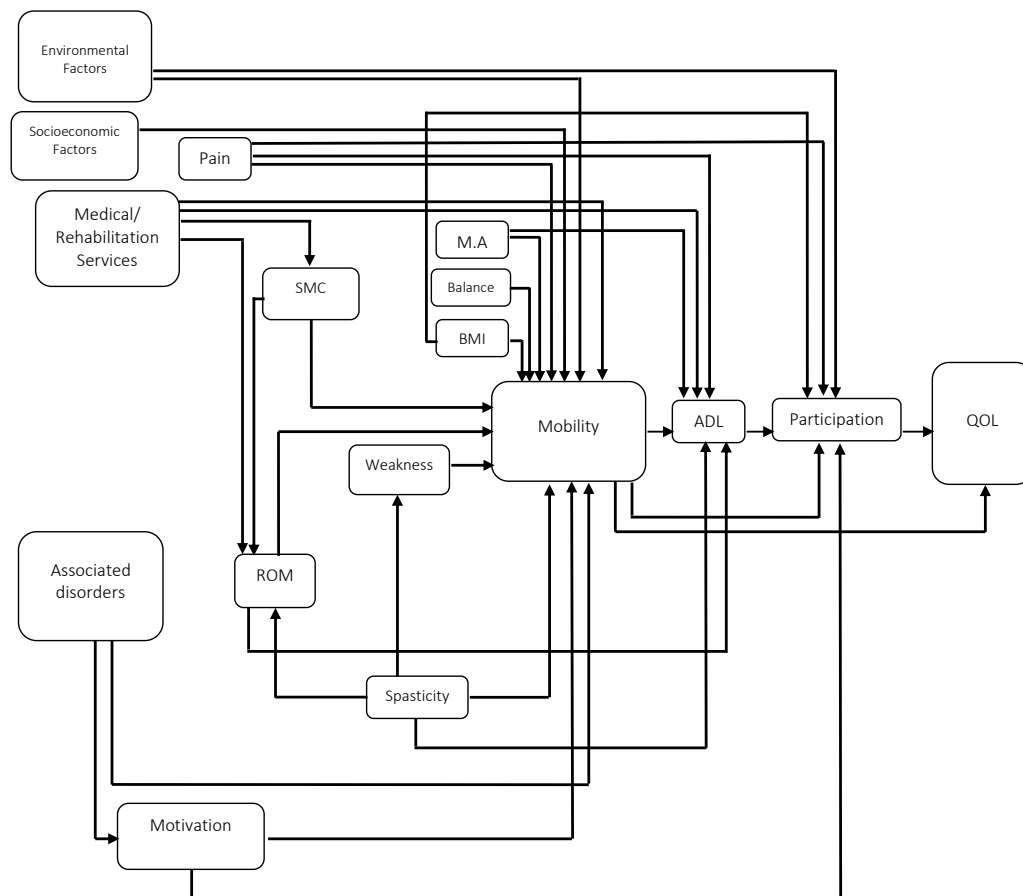 Environmental
Factors
Socioeconomic
Factors
Pain
Medical/
Rehabilitation
Services
M.A
SMC
Balance
BMI
Mobility
ADL
Participation
QOL
Weakness
Associated
disorders
ROM
Spasticity
Motivation